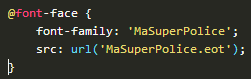 @font-face {
    font-family: 'MaSuperPolice';
    src: url('MaSuperPolice.eot');
}